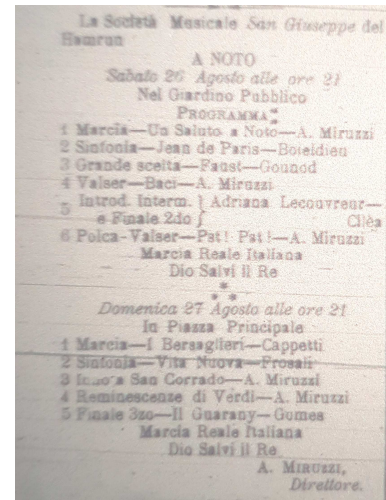 La Società Musicale San Giuseppe del
Hamrun
A NOTO
Sabato 26 Agosto alle ore 21
Nel Giardino Pubblico
PROGRAMMA:
1 Marcia—Un Saluto a Noto—A. Miruzzi
2 Sinfonia—Jean de Paris—Boieldieu
3 Grande scelta—Faust—Gounod
4 Valser—Baci—A. Miruzzi
5 Introd. Interm. } Adriana Lecouvreur—
e Finale 2do } Cilèa
6 Polca-Valser—Pst! Pst!—A. Miruzzi
Marcia Reale Italiana
Dio Salvi il Re
*
* *
Domenica 27 Agosto alle ore 21
In Piazza Principale
1 Marcia—I Bersaglieri—Cappetti
2 Sinfonia—Vita Nuova—Frosali
3 Inno a San Corrado—A. Miruzzi
4 Reminescenze di Verdi—A. Miruzzi
5 Finale 3zo—Il Guarany—Gomes
Marcia Reale Italiana
Dio Salvi il Re
A. MIRUZZI,
Direttore.